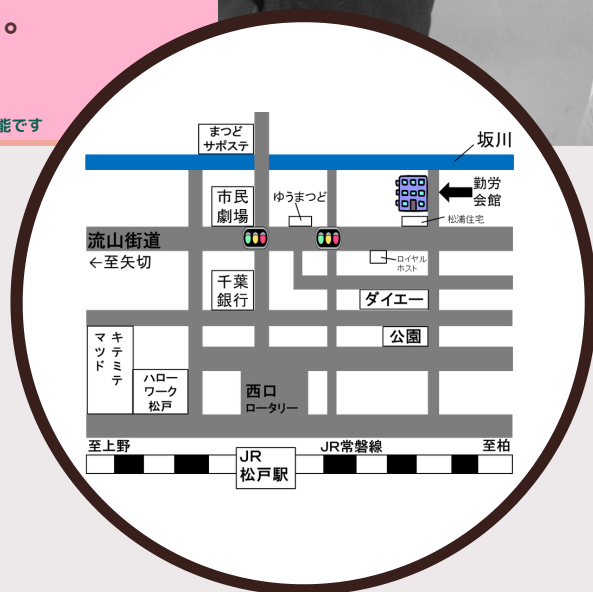 。
能です
まつど
サポステ
坂川
市民
劇場
ゆうまつど
勤労
会館
松浦住宅
流山街道
←至矢切
ロイヤル
ホスト
千葉
銀行
ダイエー
公園
キテミテ
マツド
ハロー
ワーク
松戸
西口
ロータリー
至上野
JR常磐線
至柏
JR
松戸駅